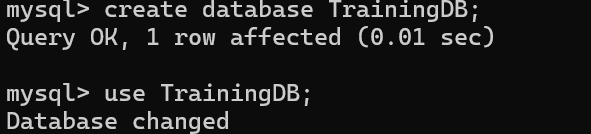 mysql> create database TrainingDB;
Query OK, 1 row affected (0.01 sec)
mysql> use TrainingDB;
Database changed